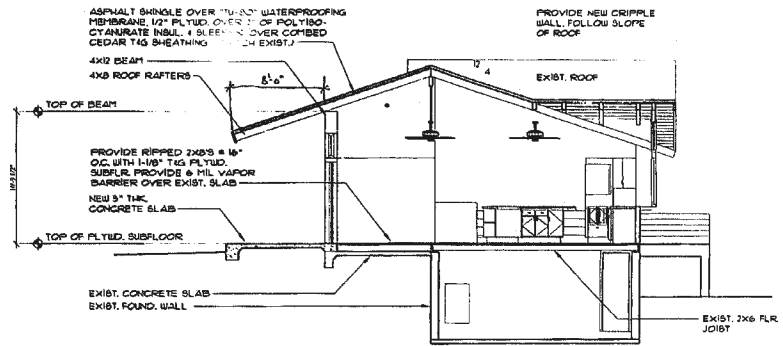 ASPHALT SHINGLE OVER WATERPROOFING
MEMBRANE, 1/2" PLYWD. OVER OF POLYISO-
CYANURATE INSUL. OVER COMBED
CEDAR T&G SHEATHING EXIST.)
4X12 BEAM
4X8 ROOF RAFTERS
TOP OF BEAM
PROVIDE RIPPED 2X8'S @ 16"
O.C. WITH 1-1/8" T&G PLYWD.
SUBFLR. PROVIDE 6 MIL VAPOR
BARRIER OVER EXIST. SLAB
NEW 3" THK.
CONCRETE SLAB
TOP OF PLYWD. SUBFLOOR
EXIST. CONCRETE SLAB
EXIST. FOUND. WALL
PROVIDE NEW CRIPPLE
WALL. FOLLOW SLOPE
OF ROOF
12
4
EXIST. ROOF
EXIST. 2X6 FLR.
JOIST